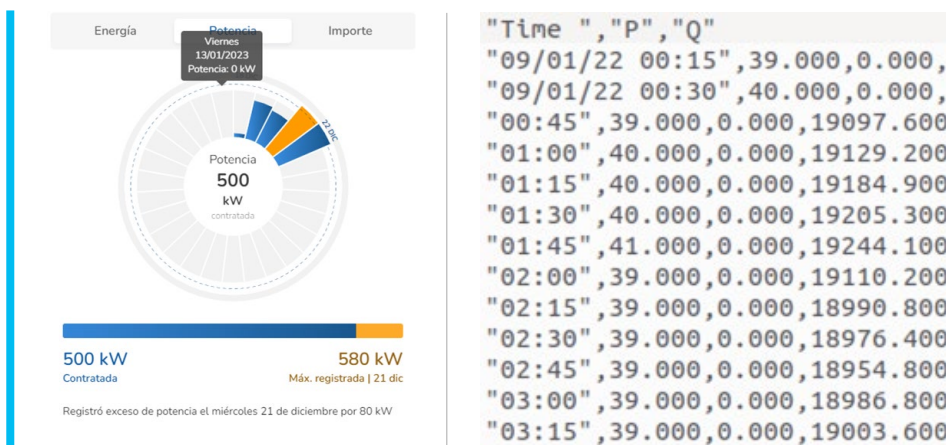 Energía Potencia Importe
Viernes
13/01/2023
Potencia: 0 kW
22 DIC
Potencia
500
kW
contratada
500 kW
Contratada
580 kW
Máx. registrada | 21 dic
Registró exceso de potencia el miércoles 21 de diciembre por 80 kW
"Time ","P","Q"
"09/01/22 00:15",39.000,0.000,
"09/01/22 00:30",40.000,0.000,
"00:45",39.000,0.000,19097.600
"01:00",40.000,0.000,19129.200
"01:15",40.000,0.000,19184.900
"01:30",40.000,0.000,19205.300
"01:45",41.000,0.000,19244.100
"02:00",39.000,0.000,19110.200
"02:15",39.000,0.000,18990.800
"02:30",39.000,0.000,18976.400
"02:45",39.000,0.000,18954.800
"03:00",39.000,0.000,18986.800
"03:15",39.000,0.000,19003.600